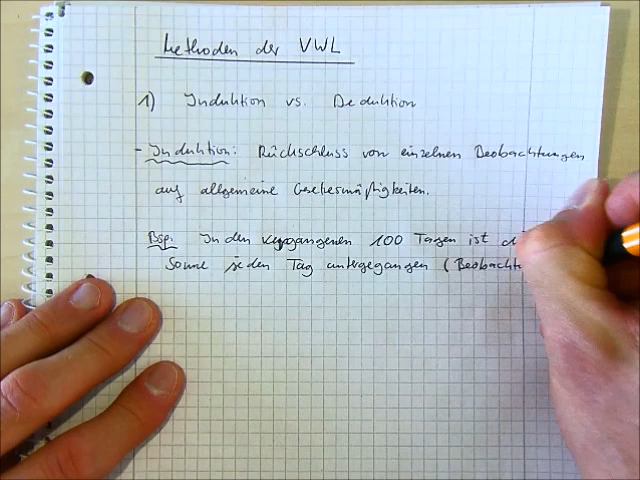 Methoden der VWL
1) Induktion vs. Deduktion
- Induktion: Rückschluss von einzelnen Beobachtungen
auf allgemeine Gesetzmäßigkeiten.
Bsp: In den vergangenen 100 Tagen ist d
Sonne jeden Tag untergegangen (Beobacht